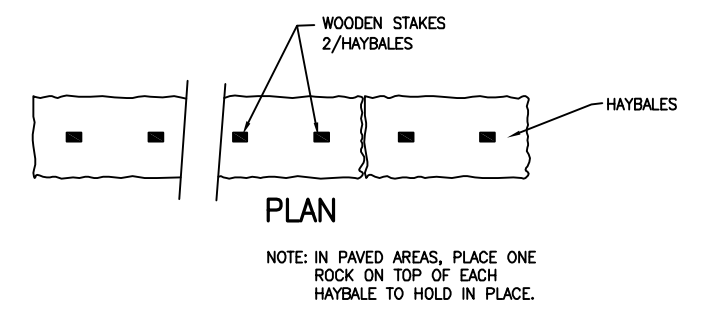 WOODEN STAKES
2/HAYBALES
HAYBALES
PLAN
NOTE: IN PAVED AREAS, PLACE ONE
ROCK ON TOP OF EACH
HAYBALE TO HOLD IN PLACE.